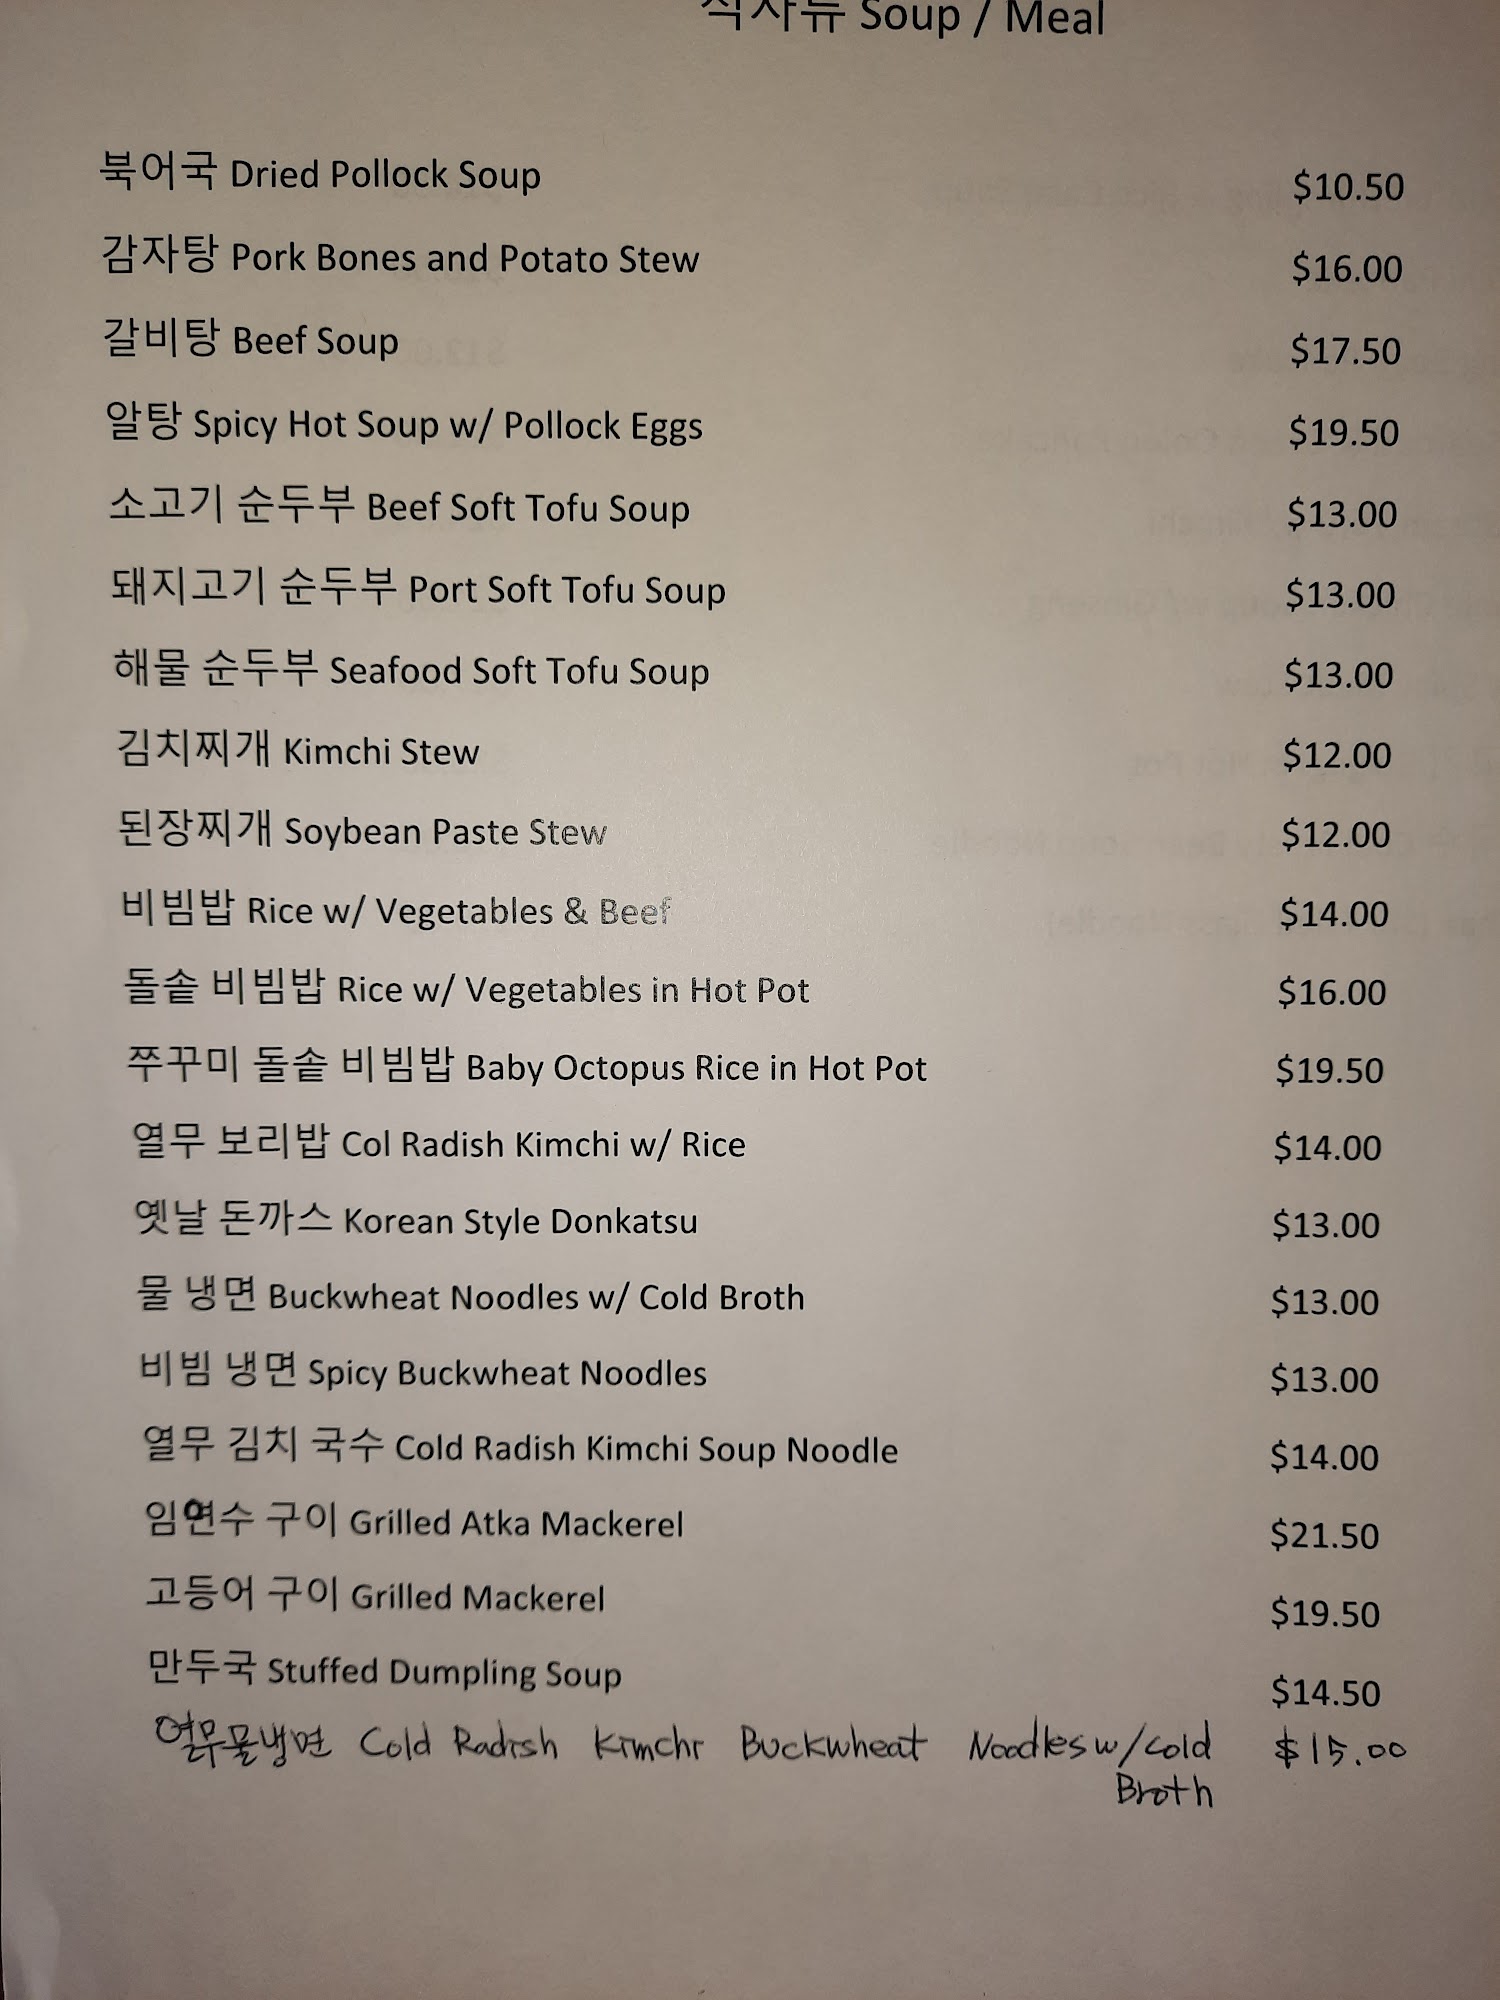 식사류 Soup / Meal
북어국 Dried Pollock Soup $10.50
감자탕 Pork Bones and Potato Stew $16.00
갈비탕 Beef Soup $17.50
알탕 Spicy Hot Soup w/ Pollock Eggs $19.50
소고기 순두부 Beef Soft Tofu Soup $13.00
돼지고기 순두부 Port Soft Tofu Soup $13.00
해물 순두부 Seafood Soft Tofu Soup $13.00
김치찌개 Kimchi Stew $12.00
된장찌개 Soybean Paste Stew $12.00
비빔밥 Rice w/ Vegetables & Beef $14.00
돌솥 비빔밥 Rice w/ Vegetables in Hot Pot $16.00
쭈꾸미 돌솥 비빔밥 Baby Octopus Rice in Hot Pot $19.50
열무 보리밥 Col Radish Kimchi w/ Rice $14.00
옛날 돈까스 Korean Style Donkatsu $13.00
물 냉면 Buckwheat Noodles w/ Cold Broth $13.00
비빔 냉면 Spicy Buckwheat Noodles $13.00
열무 김치 국수 Cold Radish Kimchi Soup Noodle $14.00
임연수 구이 Grilled Atka Mackerel $21.50
고등어 구이 Grilled Mackerel $19.50
만두국 Stuffed Dumpling Soup $14.50
열무물냉면 Cold Radish Kimchi Buckwheat Noodles w/ cold $15.00
Broth